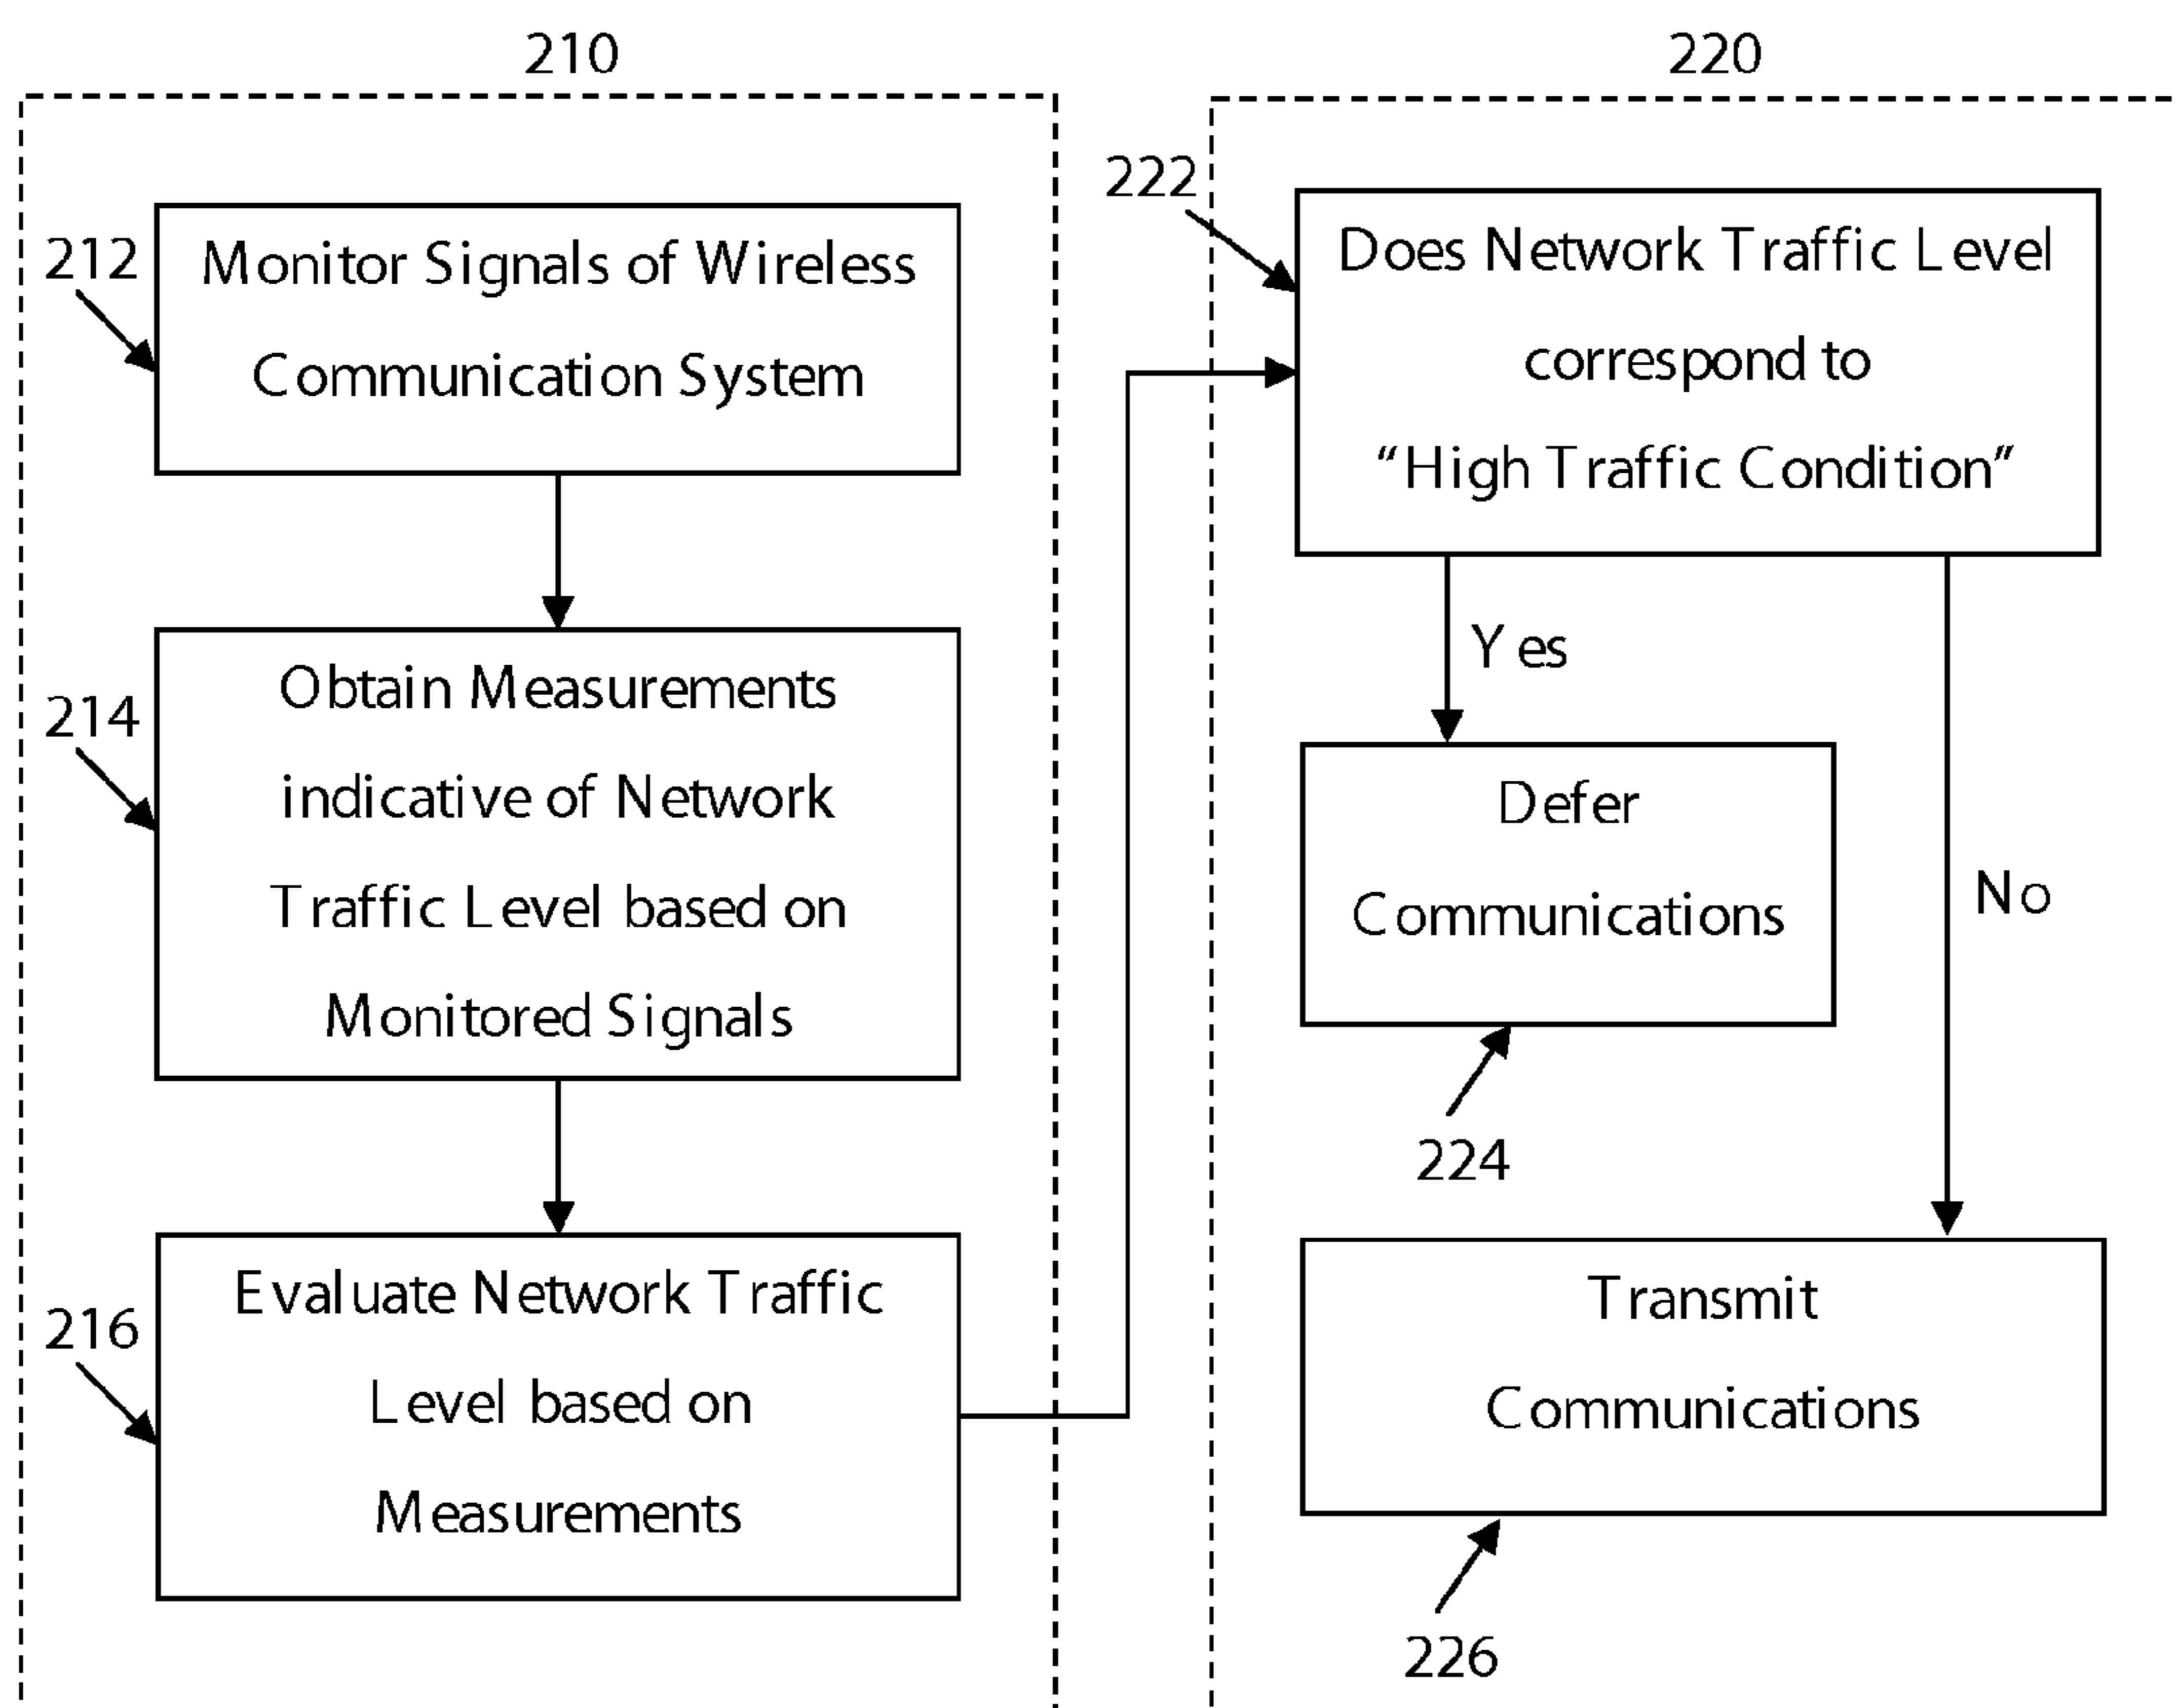 210
212
Monitor Signals of Wireless
Communication System
214
Obtain Measurements
indicative of Network
Traffic Level based on
Monitored Signals
216
Evaluate Network Traffic
Level based on
Measurements
220
222
Does Network Traffic Level
correspond to
“High Traffic Condition”
Yes
No
Defer
Communications
224
Transmit
Communications
226